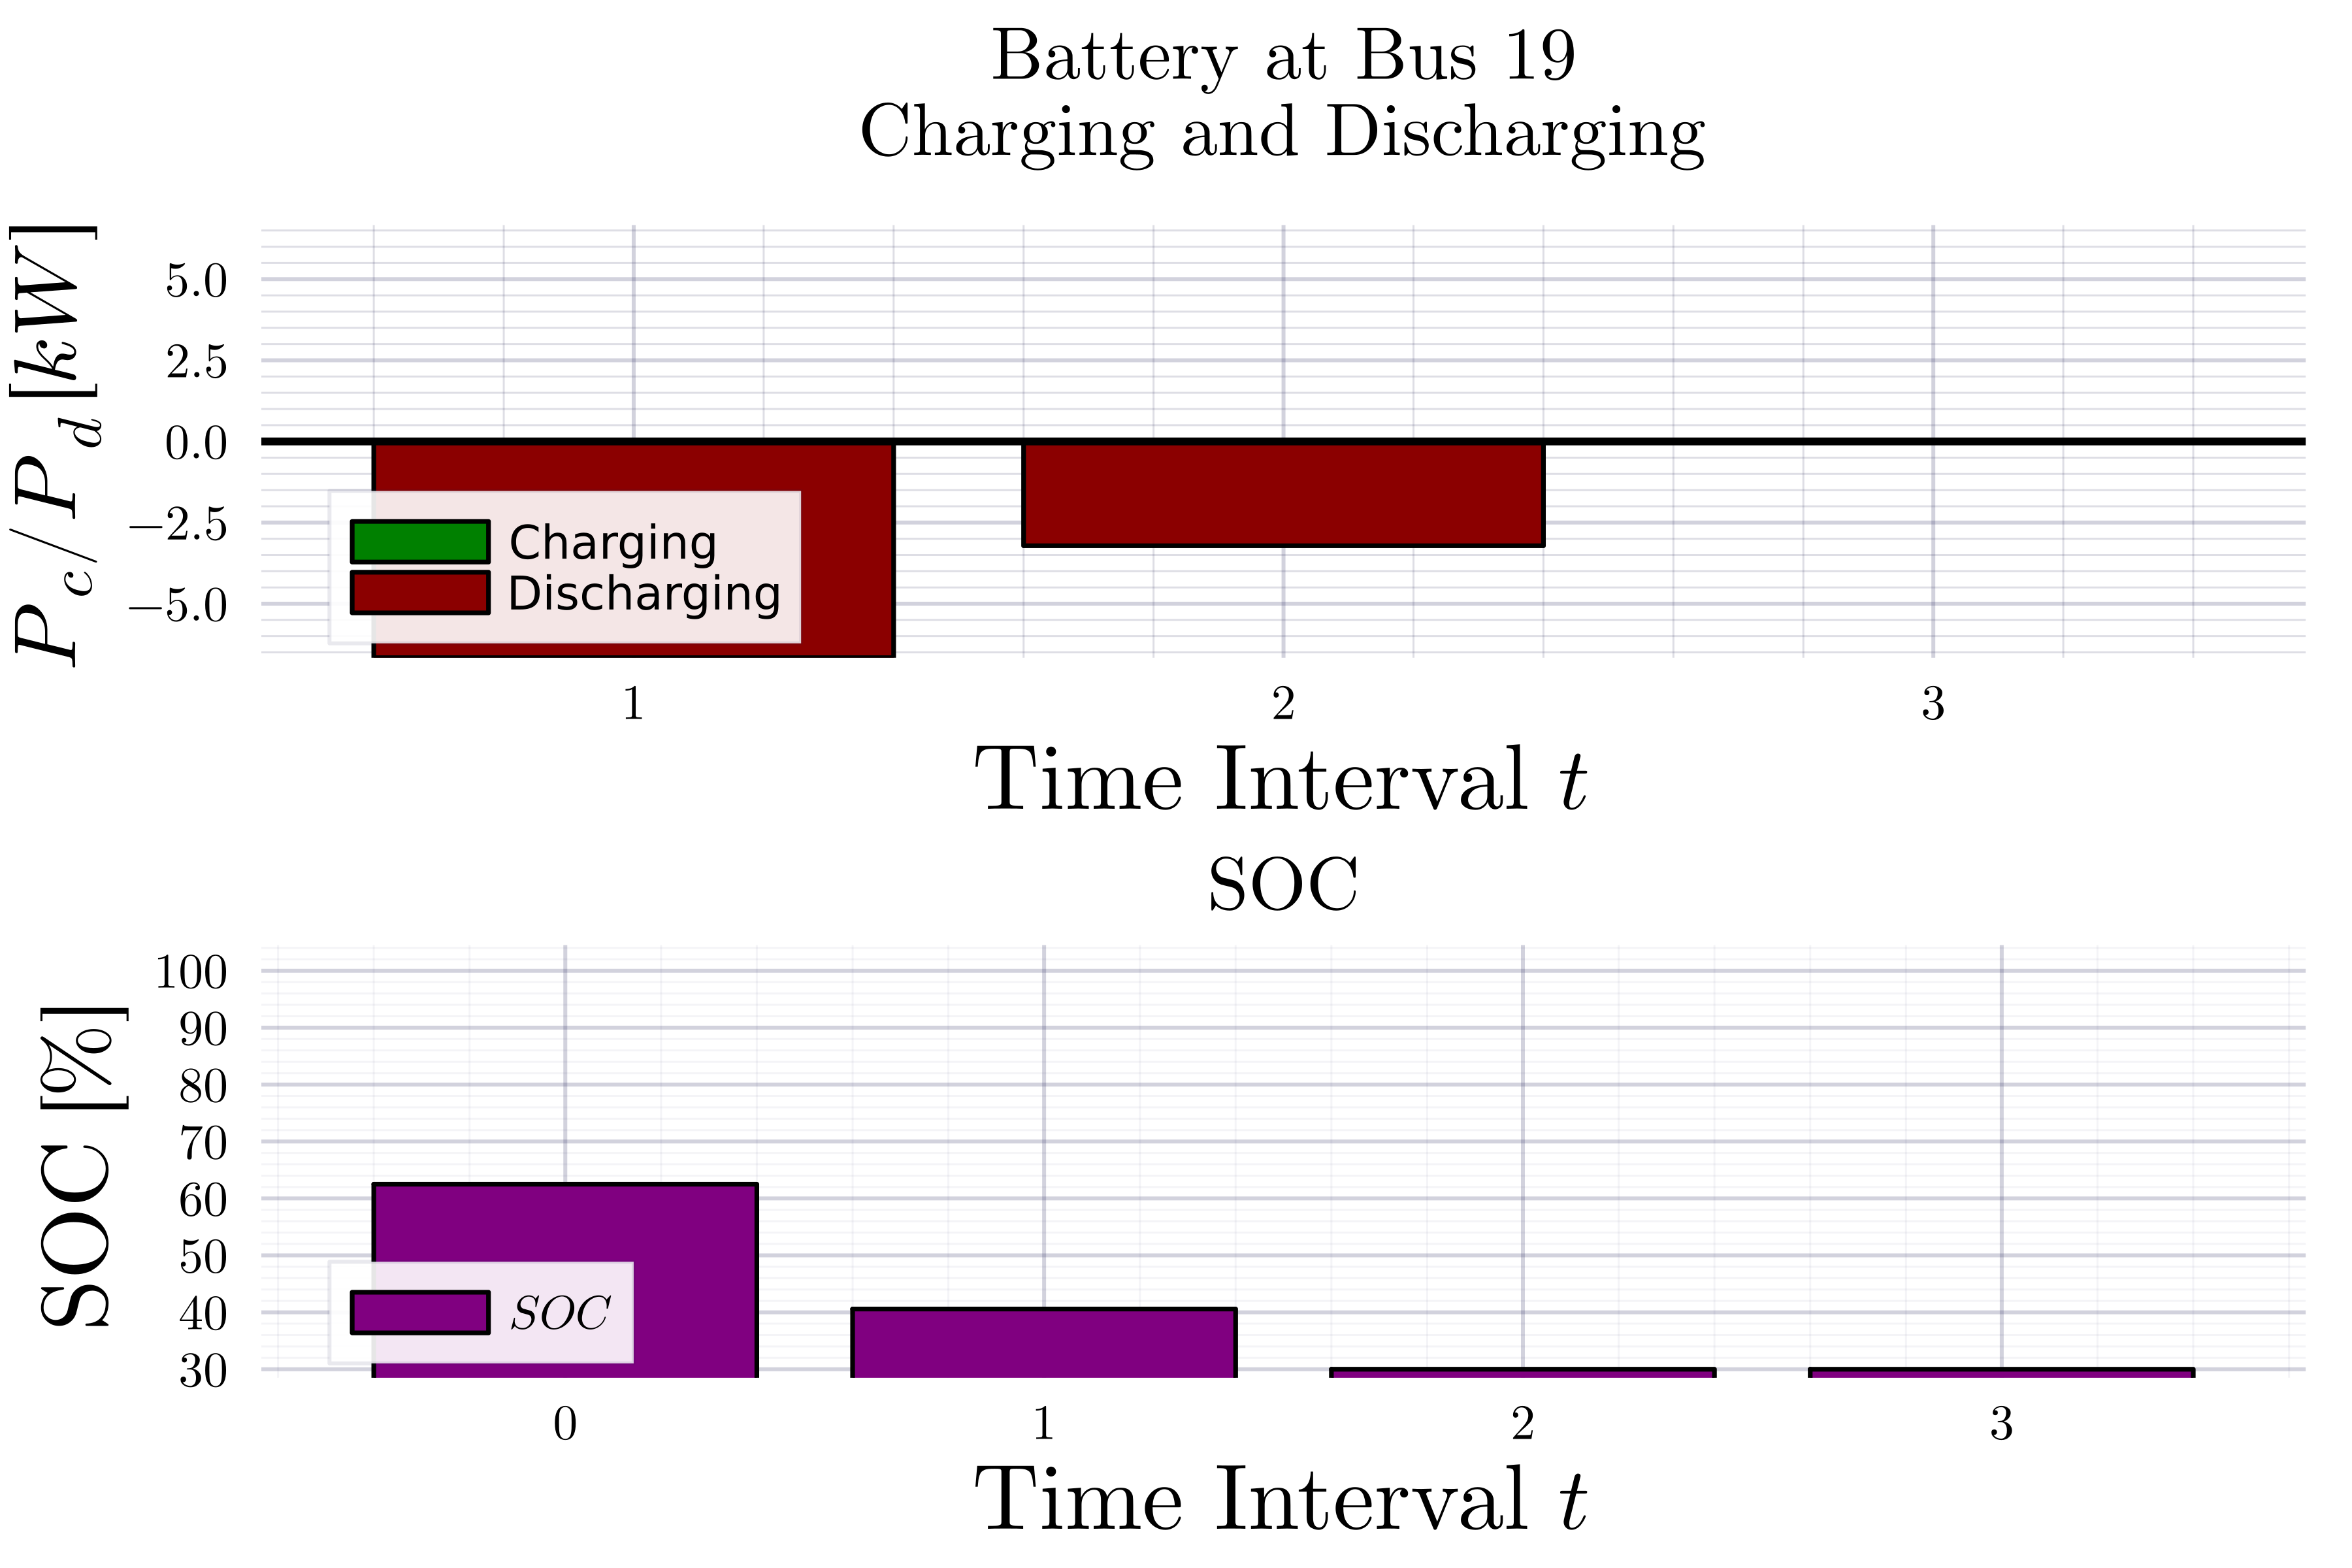 Battery at Bus 19
Charging and Discharging
P_c/P_d [kW]
5.0
2.5
0.0
−2.5
−5.0
Charging
Discharging
1 2 3
Time Interval t
SOC
SOC [%]
100
90
80
70
60
50
40
30
SOC
0 1 2 3
Time Interval t